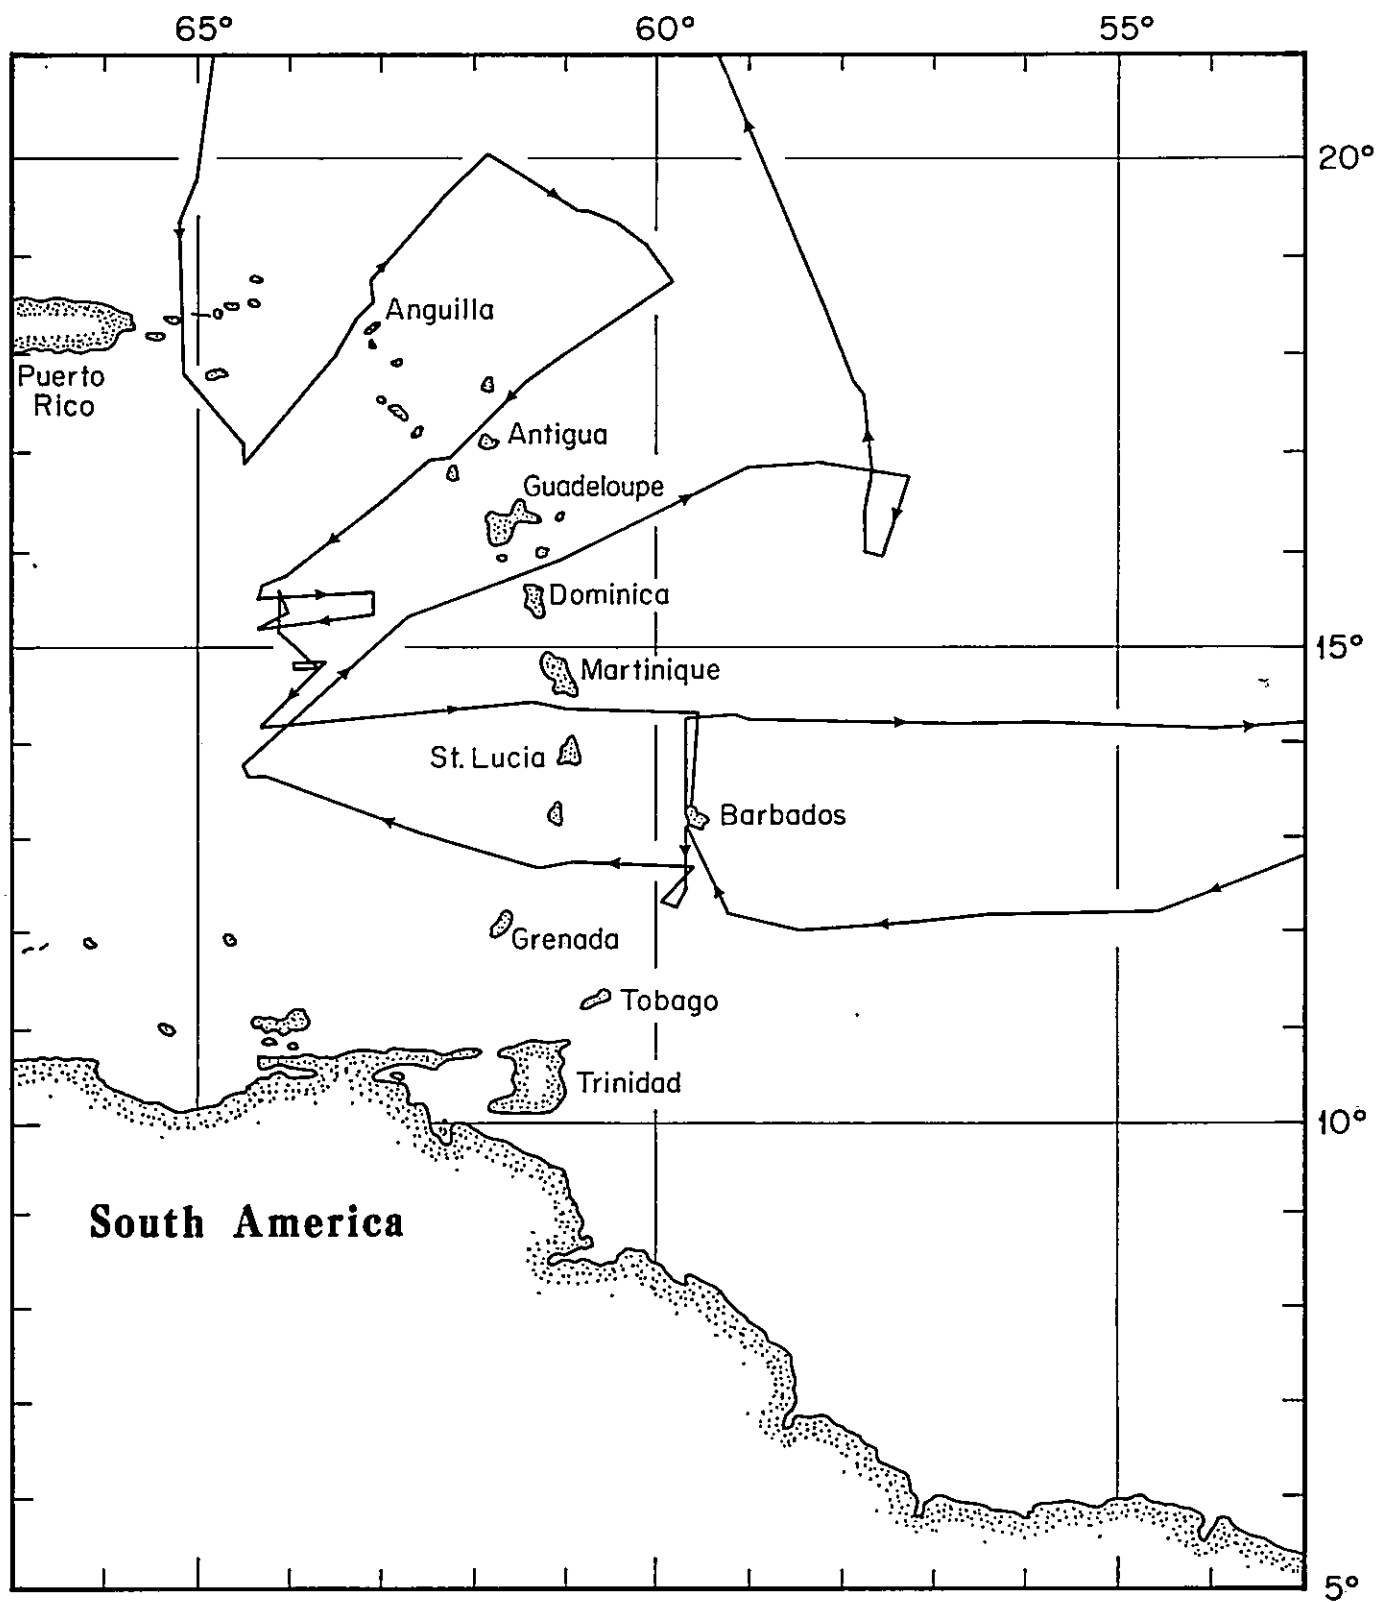 65° 60° 55°
20°
Anguilla
Puerto
Rico
Antigua
Guadeloupe
Dominica
15°
Martinique
St. Lucia
Barbados
Grenada
Tobago
Trinidad
10°
South America
5°